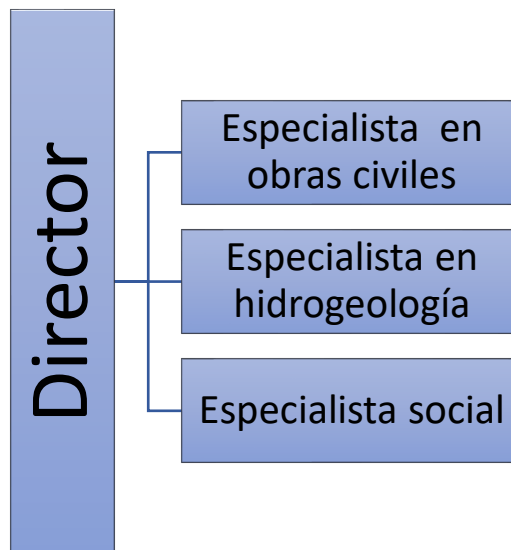 Director
Especialista en
obras civiles
Especialista en
hidrogeología
Especialista social